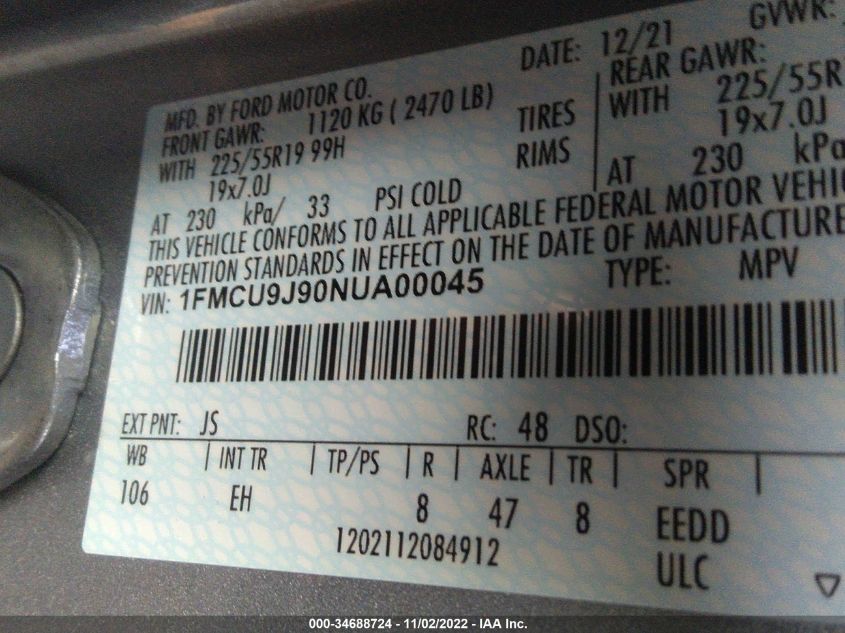 MFD. BY FORD MOTOR CO. DATE: 12/21 GVWR:
FRONT GAWR: 1120 KG ( 2470 LB) REAR GAWR:
WITH 225/55R19 99H TIRES WITH 225/55R
19x7.0J RIMS 19x7.0J
AT 230 kPa/ 33 PSI COLD AT 230 kPa
THIS VEHICLE CONFORMS TO ALL APPLICABLE FEDERAL MOTOR VEHIC
PREVENTION STANDARDS IN EFFECT ON THE DATE OF MANUFACTURE
VIN: 1FMCU9J90NUA00045 TYPE: MPV
EXT PNT: JS RC: 48 DSO:
WB | INT TR | TP/PS | R | AXLE | TR | SPR |
106 EH 8 47 8 EEDD
1202112084912 ULC
000-34688724 - 11/02/2022 - IAA Inc.